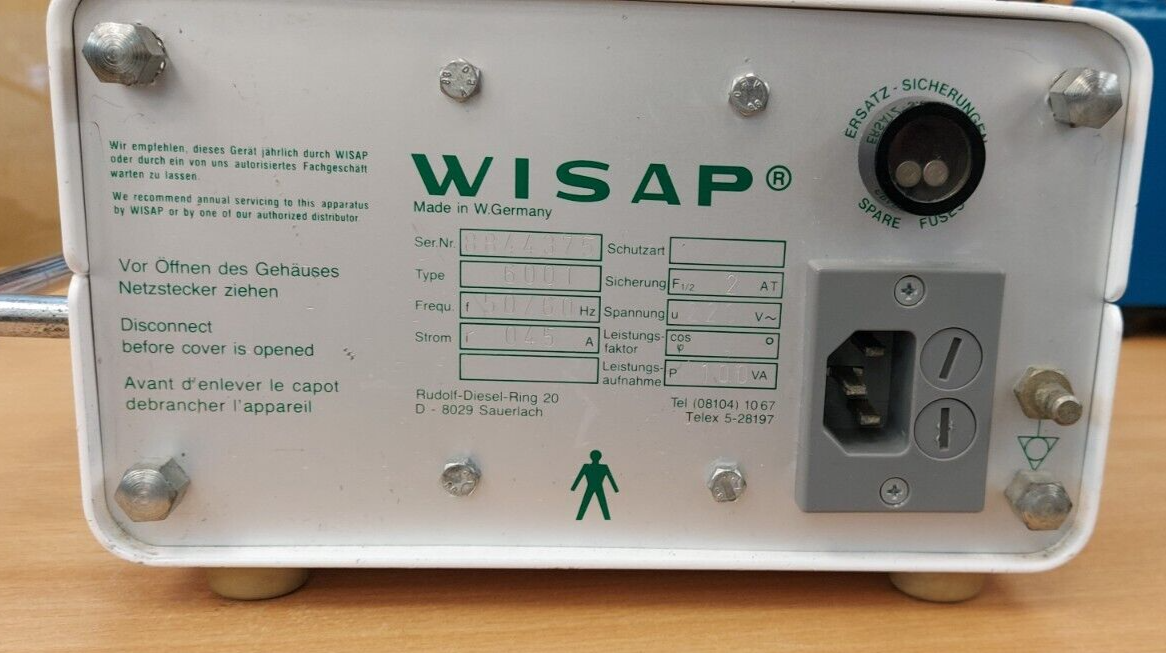 Wir empfehlen, dieses Gerät jährlich durch WISAP
oder durch ein von uns autorisiertes Fachgeschäft
warten zu lassen.
We recommend annual servicing to this apparatus
by WISAP or by one of our authorized distributor.
Vor Öffnen des Gehäuses
Netzstecker ziehen
Disconnect
before cover is opened
Avant d'enlever le capot
debrancher l'appareil
WISAP®
Made in W.Germany
Ser.Nr. 8844375
Type 6001
Frequ. f 50/60 Hz
Strom 045 A
Schutzart
Sicherung F1/2 2 AT
Spannung u V~
Leistungs-
faktor cos φ °
Leistungs-
aufnahme P 100 VA
Rudolf-Diesel-Ring 20
D - 8029 Sauerlach
Tel (08104) 10 67
Telex 5-28197
ERSATZ - SICHERUNGEN
SPARE FUSES